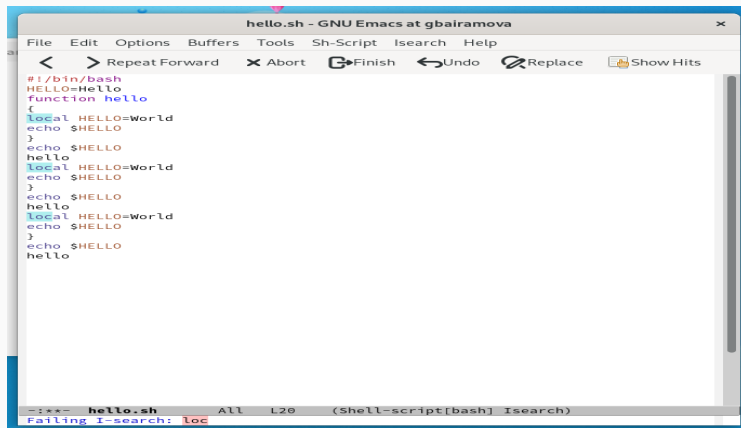 hello.sh - GNU Emacs at gbairamova
File Edit Options Buffers Tools Sh-Script Isearch Help
Repeat Forward Abort Finish Undo Replace Show Hits
#!/bin/bash
HELLO=Hello
function hello
{
local HELLO=World
echo $HELLO
}
echo $HELLO
hello
local HELLO=World
echo $HELLO
}
echo $HELLO
hello
local HELLO=World
echo $HELLO
}
echo $HELLO
hello
-:**- hello.sh All L20 (Shell-script[bash] Isearch)
Failing I-search: loc